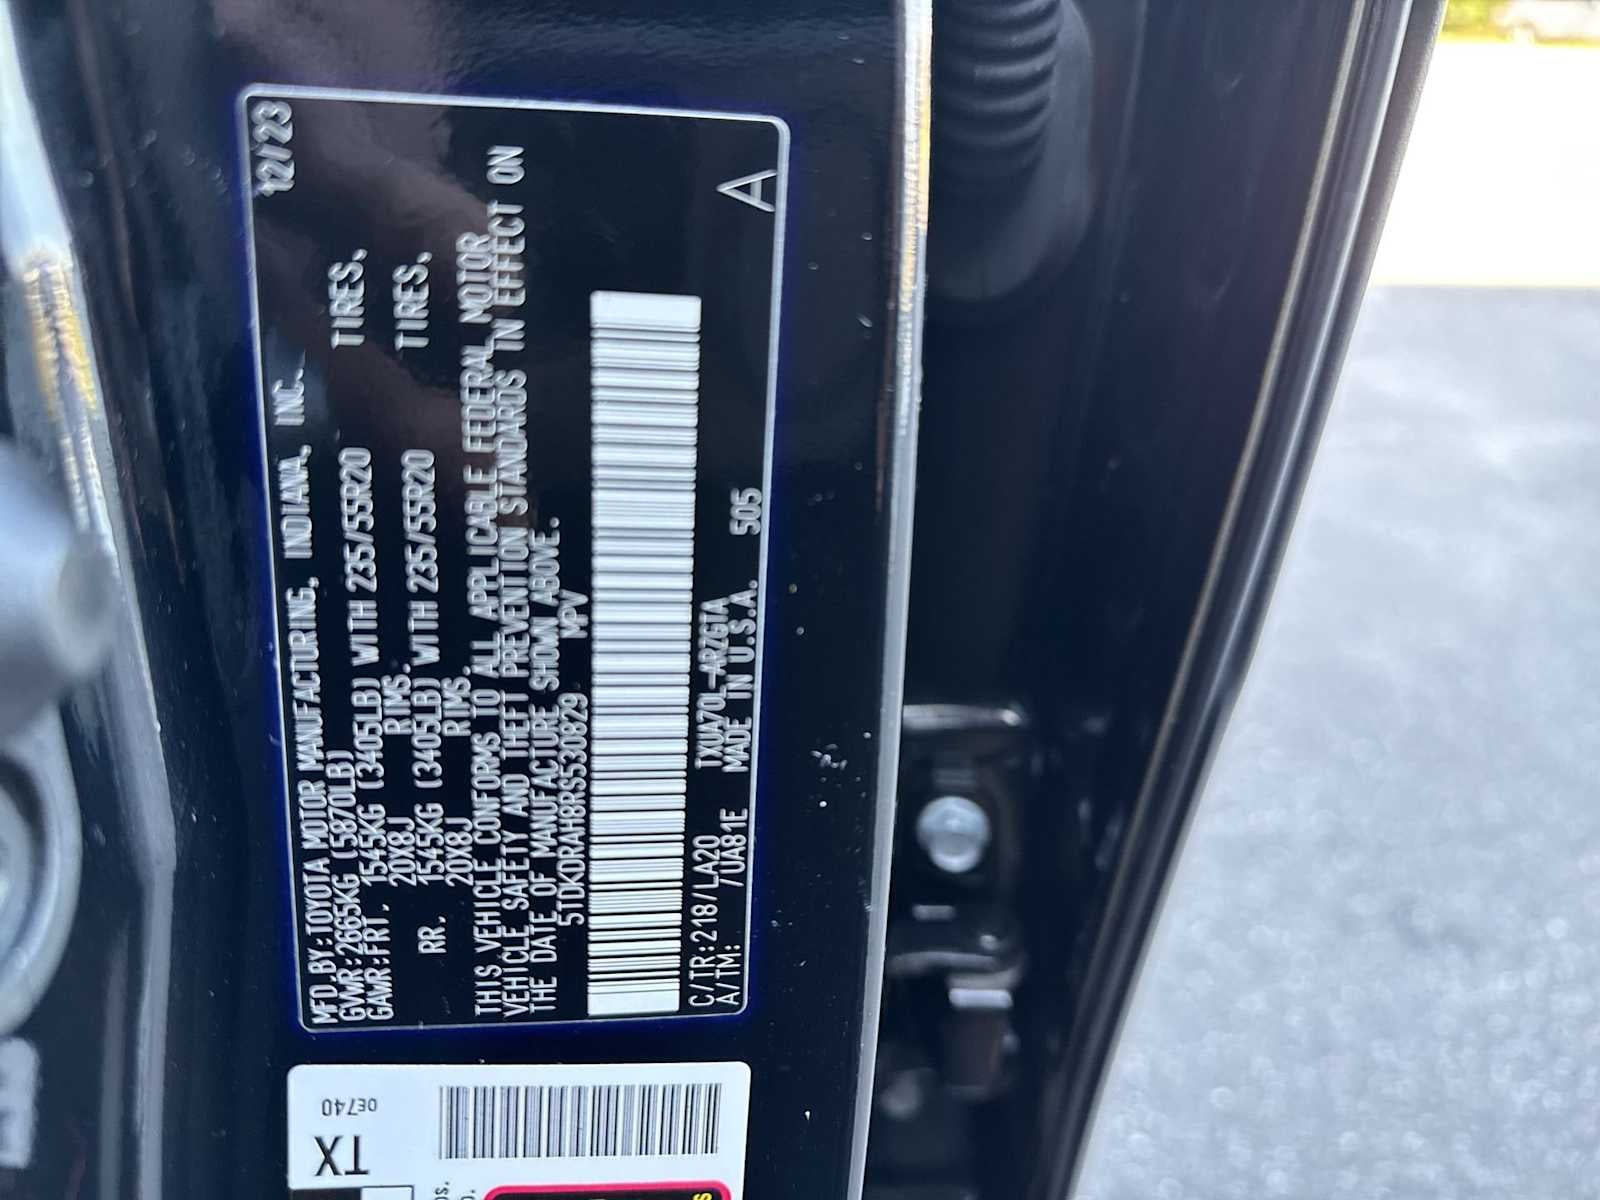 MFD.BY:TOYOTA MOTOR MANUFACTURING, INDIANA, INC. 12/23
GVWR:2665KG (5870LB)
GAWR:FRT. 1545KG (3405LB) WITH 235/55R20 TIRES,
20X8J RIMS.
RR. 1545KG (3405LB) WITH 235/55R20 TIRES,
20X8J RIMS.
THIS VEHICLE CONFORMS TO ALL APPLICABLE FEDERAL MOTOR
VEHICLE SAFETY AND THEFT PREVENTION STANDARDS IN EFFECT ON
THE DATE OF MANUFACTURE SHOWN ABOVE.
5TDKDRAH8RS530829 MPV
C/TR:218/LA20 TXUA70L-ARZGTA
A/TM: /UA81E MADE IN U.S.A. 505 A
0E740
TX